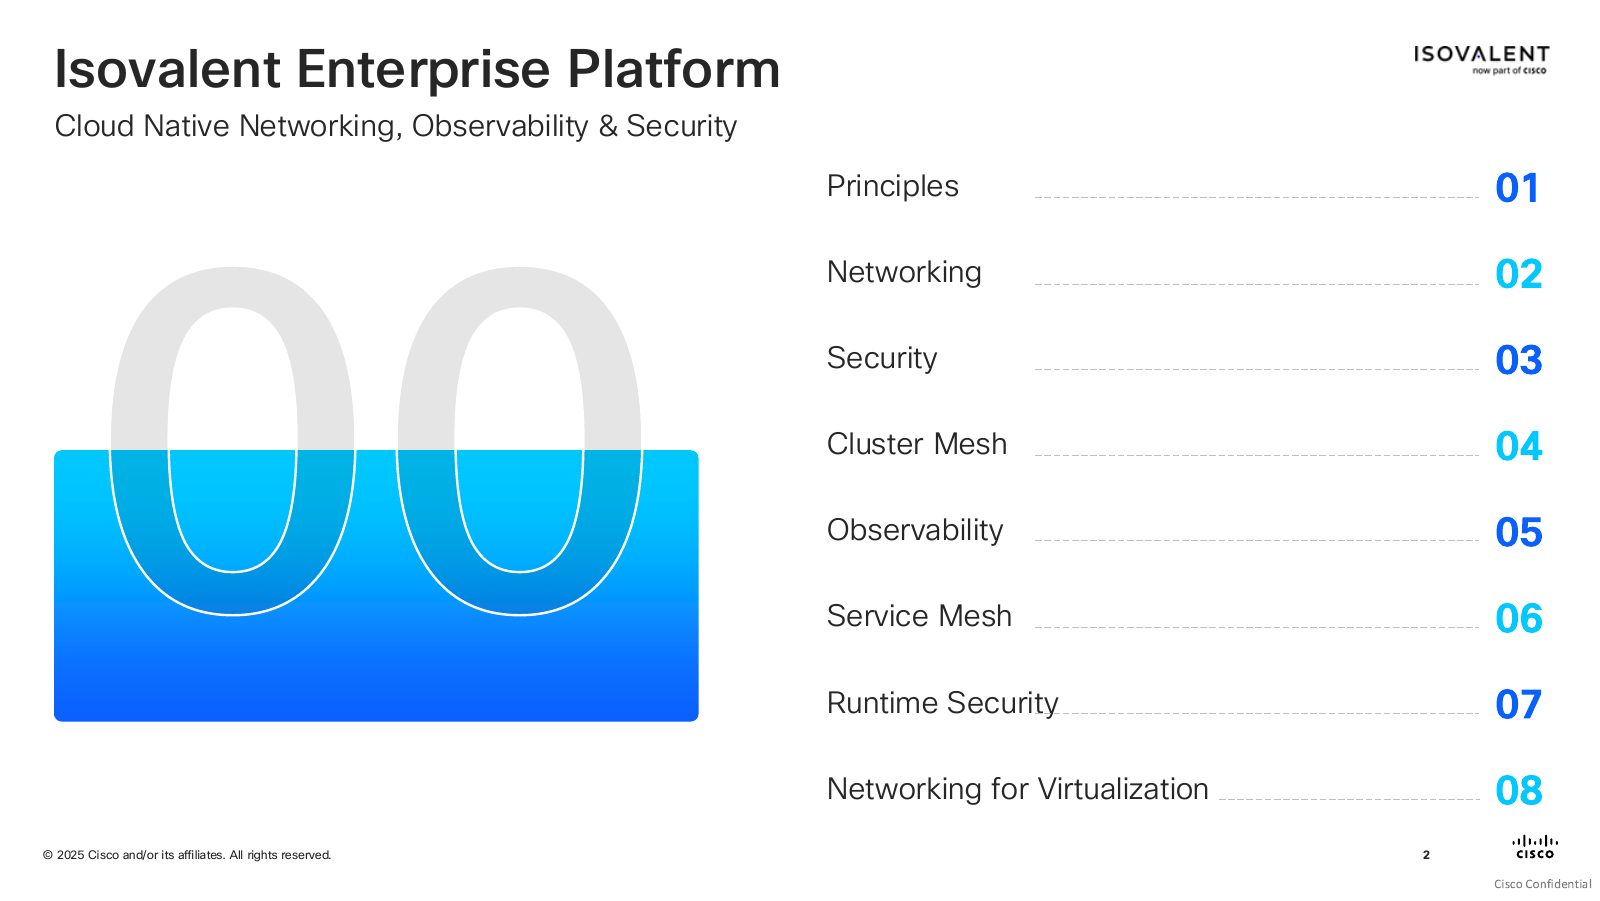 Isovalent Enterprise Platform
ISOVALENT
now part of CISCO
Cloud Native Networking, Observability & Security
00
Principles 01
Networking 02
Security 03
Cluster Mesh 04
Observability 05
Service Mesh 06
Runtime Security 07
Networking for Virtualization 08
© 2025 Cisco and/or its affiliates. All rights reserved.
2
CISCO
Cisco Confidential